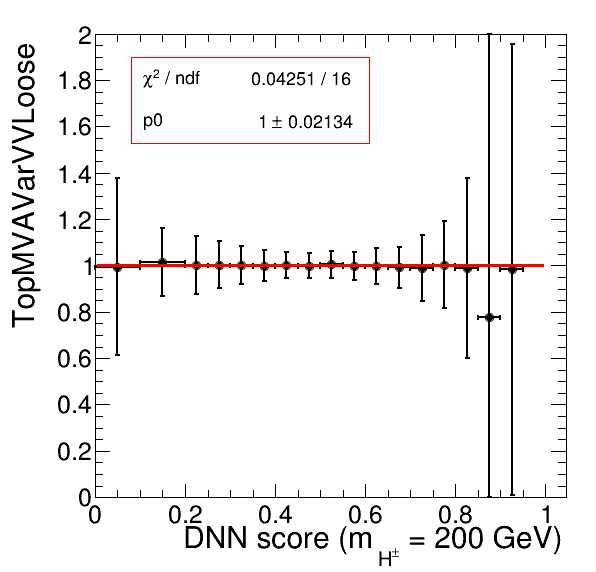 TopMVAVarVVLoose
χ² / ndf 0.04251 / 16
p0 1 ± 0.02134
2
1.8
1.6
1.4
1.2
1
0.8
0.6
0.4
0.2
0
0 0.2 0.4 0.6 0.8 1
DNN score (m_H± = 200 GeV)